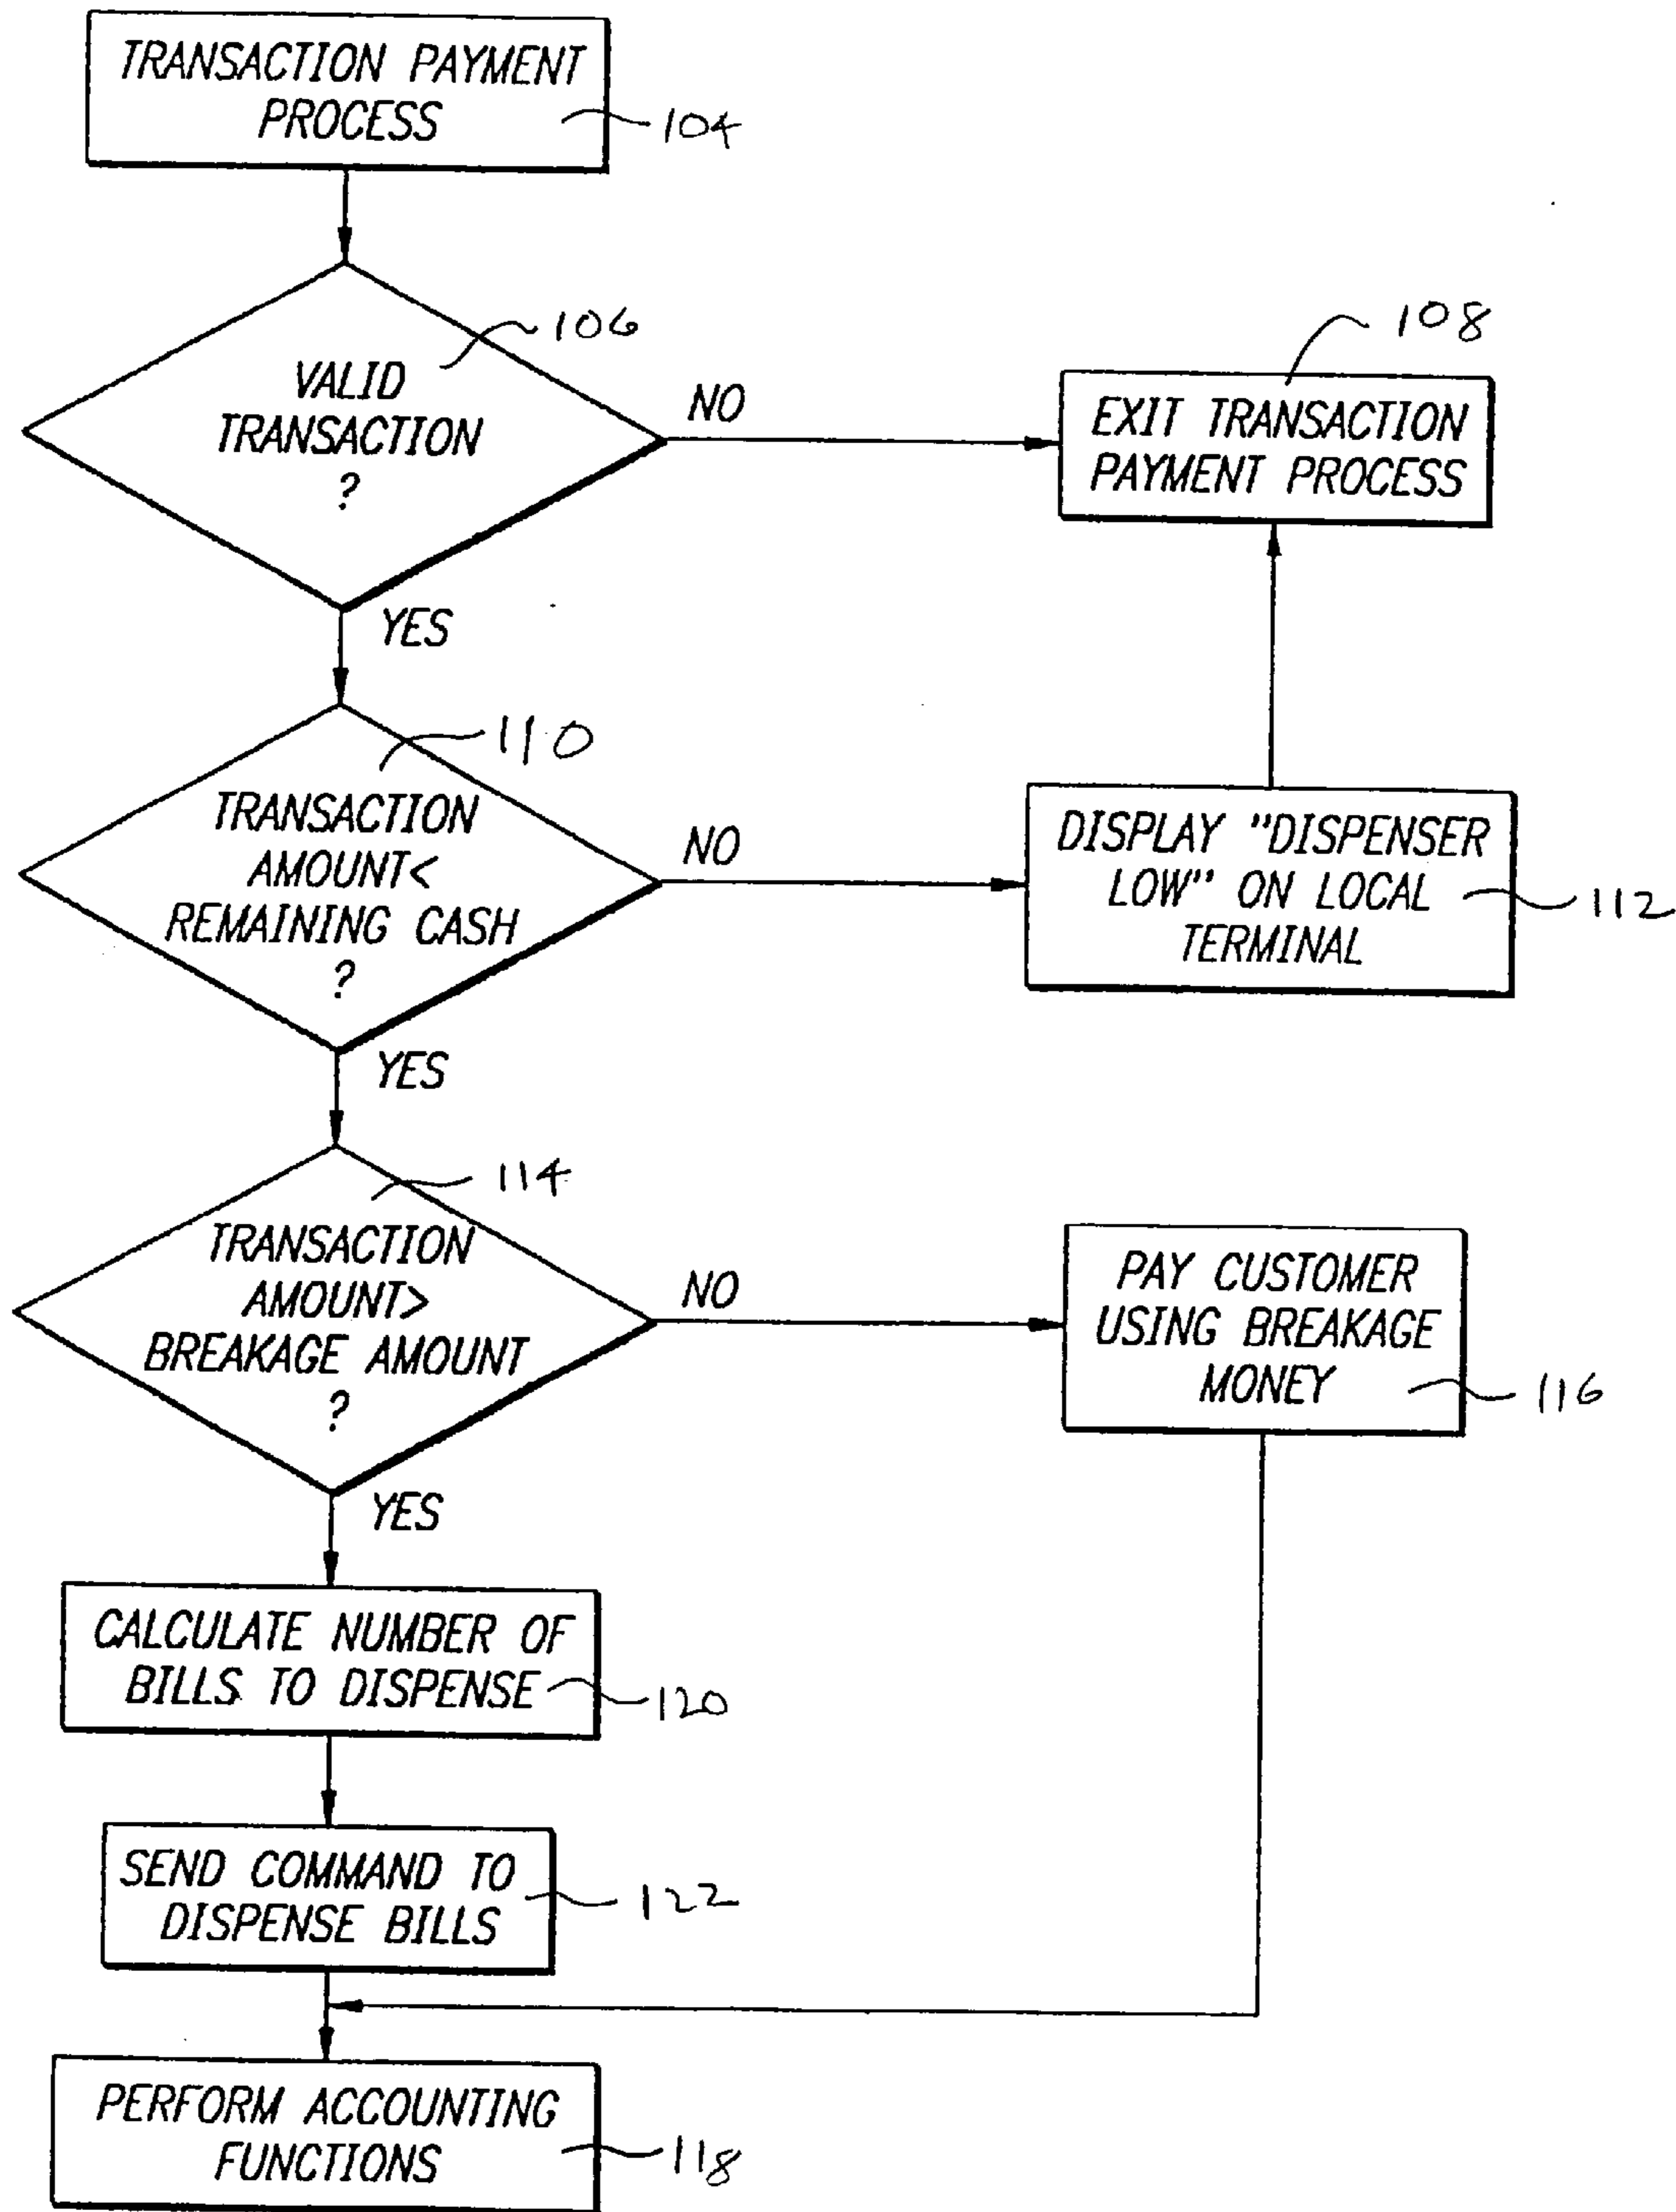 TRANSACTION PAYMENT
PROCESS
104
106
VALID
TRANSACTION
?
NO
108
EXIT TRANSACTION
PAYMENT PROCESS
YES
110
TRANSACTION
AMOUNT<
REMAINING CASH
?
NO
DISPLAY "DISPENSER
LOW" ON LOCAL
TERMINAL
112
YES
114
TRANSACTION
AMOUNT>
BREAKAGE AMOUNT
?
NO
PAY CUSTOMER
USING BREAKAGE
MONEY
116
YES
CALCULATE NUMBER OF
BILLS TO DISPENSE
120
SEND COMMAND TO
DISPENSE BILLS
122
PERFORM ACCOUNTING
FUNCTIONS
118